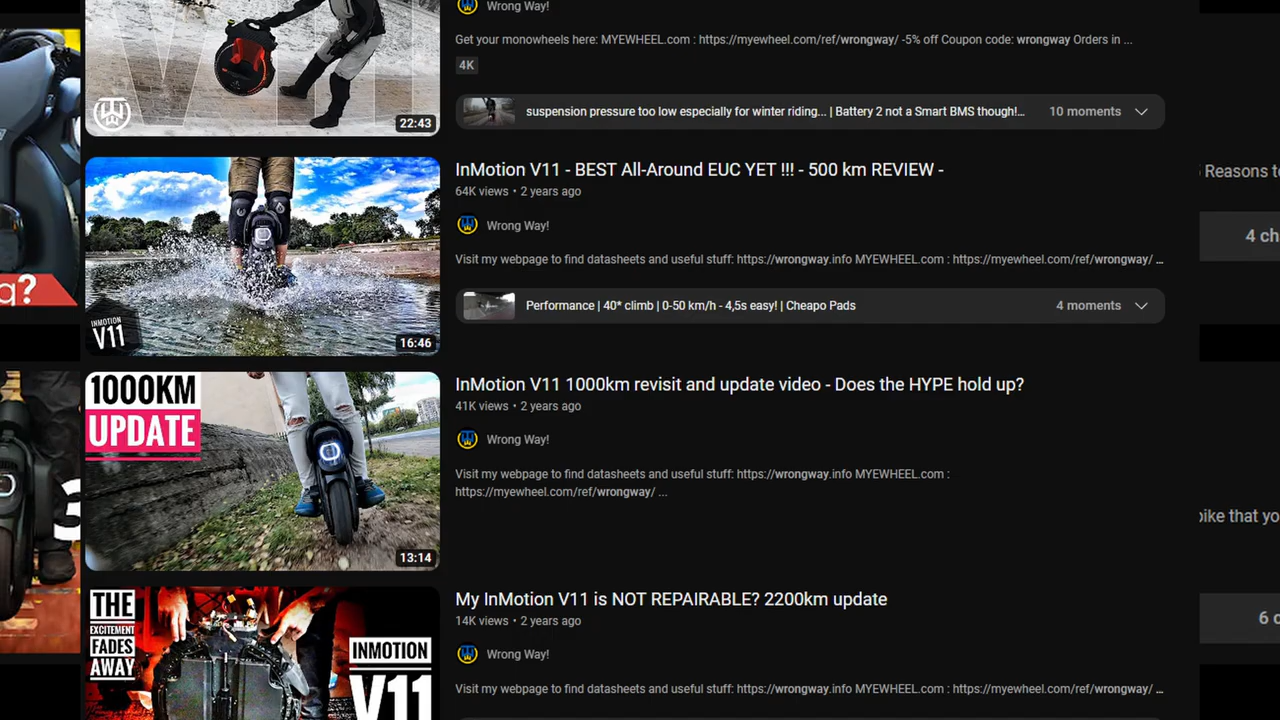 Wrong Way!
Get your monowheels here: MYEWHEEL.com : https://myewheel.com/ref/wrongway/ -5% off Coupon code: wrongway Orders in ...
4K
V11
22:43
suspension pressure too low especially for winter riding... | Battery 2 not a Smart BMS though!...
10 moments
InMotion V11 - BEST All-Around EUC YET !!! - 500 km REVIEW -
64K views • 2 years ago
Wrong Way!
Visit my webpage to find datasheets and useful stuff: https://wrongway.info MYEWHEEL.com : https://myewheel.com/ref/wrongway/ ...
Performance | 40* climb | 0-50 km/h - 4,5s easy! | Cheapo Pads
4 moments
INMOTION
V11
16:46
1000KM
UPDATE
13:14
InMotion V11 1000km revisit and update video - Does the HYPE hold up?
41K views • 2 years ago
Wrong Way!
Visit my webpage to find datasheets and useful stuff: https://wrongway.info MYEWHEEL.com :
https://myewheel.com/ref/wrongway/ ...
THE
EXCITEMENT
FADES
AWAY
INMOTION
V11
My InMotion V11 is NOT REPAIRABLE? 2200km update
14K views • 2 years ago
Wrong Way!
Visit my webpage to find datasheets and useful stuff: https://wrongway.info MYEWHEEL.com : https://myewheel.com/ref/wrongway/ ...
q?
Reasons to
4 ch
bike that yo
6 c